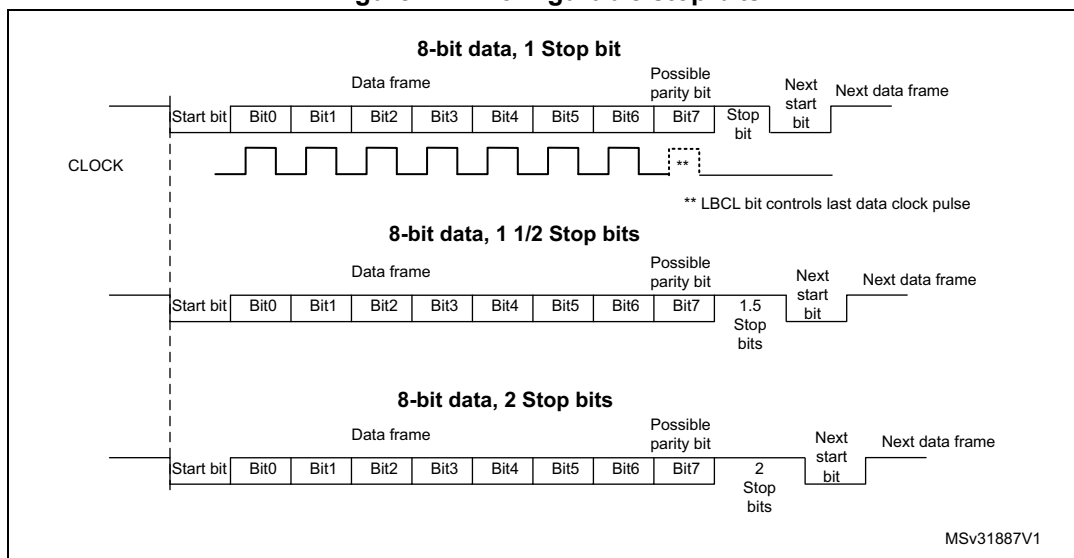 8-bit data, 1 Stop bit
Data frame
Possible
parity bit
Next
start
bit
Next data frame
Start bit Bit0 Bit1 Bit2 Bit3 Bit4 Bit5 Bit6 Bit7 Stop
bit
CLOCK
**
** LBCL bit controls last data clock pulse
8-bit data, 1 1/2 Stop bits
Data frame
Possible
parity bit
Next
start
bit
Next data frame
Start bit Bit0 Bit1 Bit2 Bit3 Bit4 Bit5 Bit6 Bit7 1.5
Stop
bits
8-bit data, 2 Stop bits
Data frame
Possible
parity bit
Next
start
bit
Next data frame
Start bit Bit0 Bit1 Bit2 Bit3 Bit4 Bit5 Bit6 Bit7 2
Stop
bits
MSv31887V1